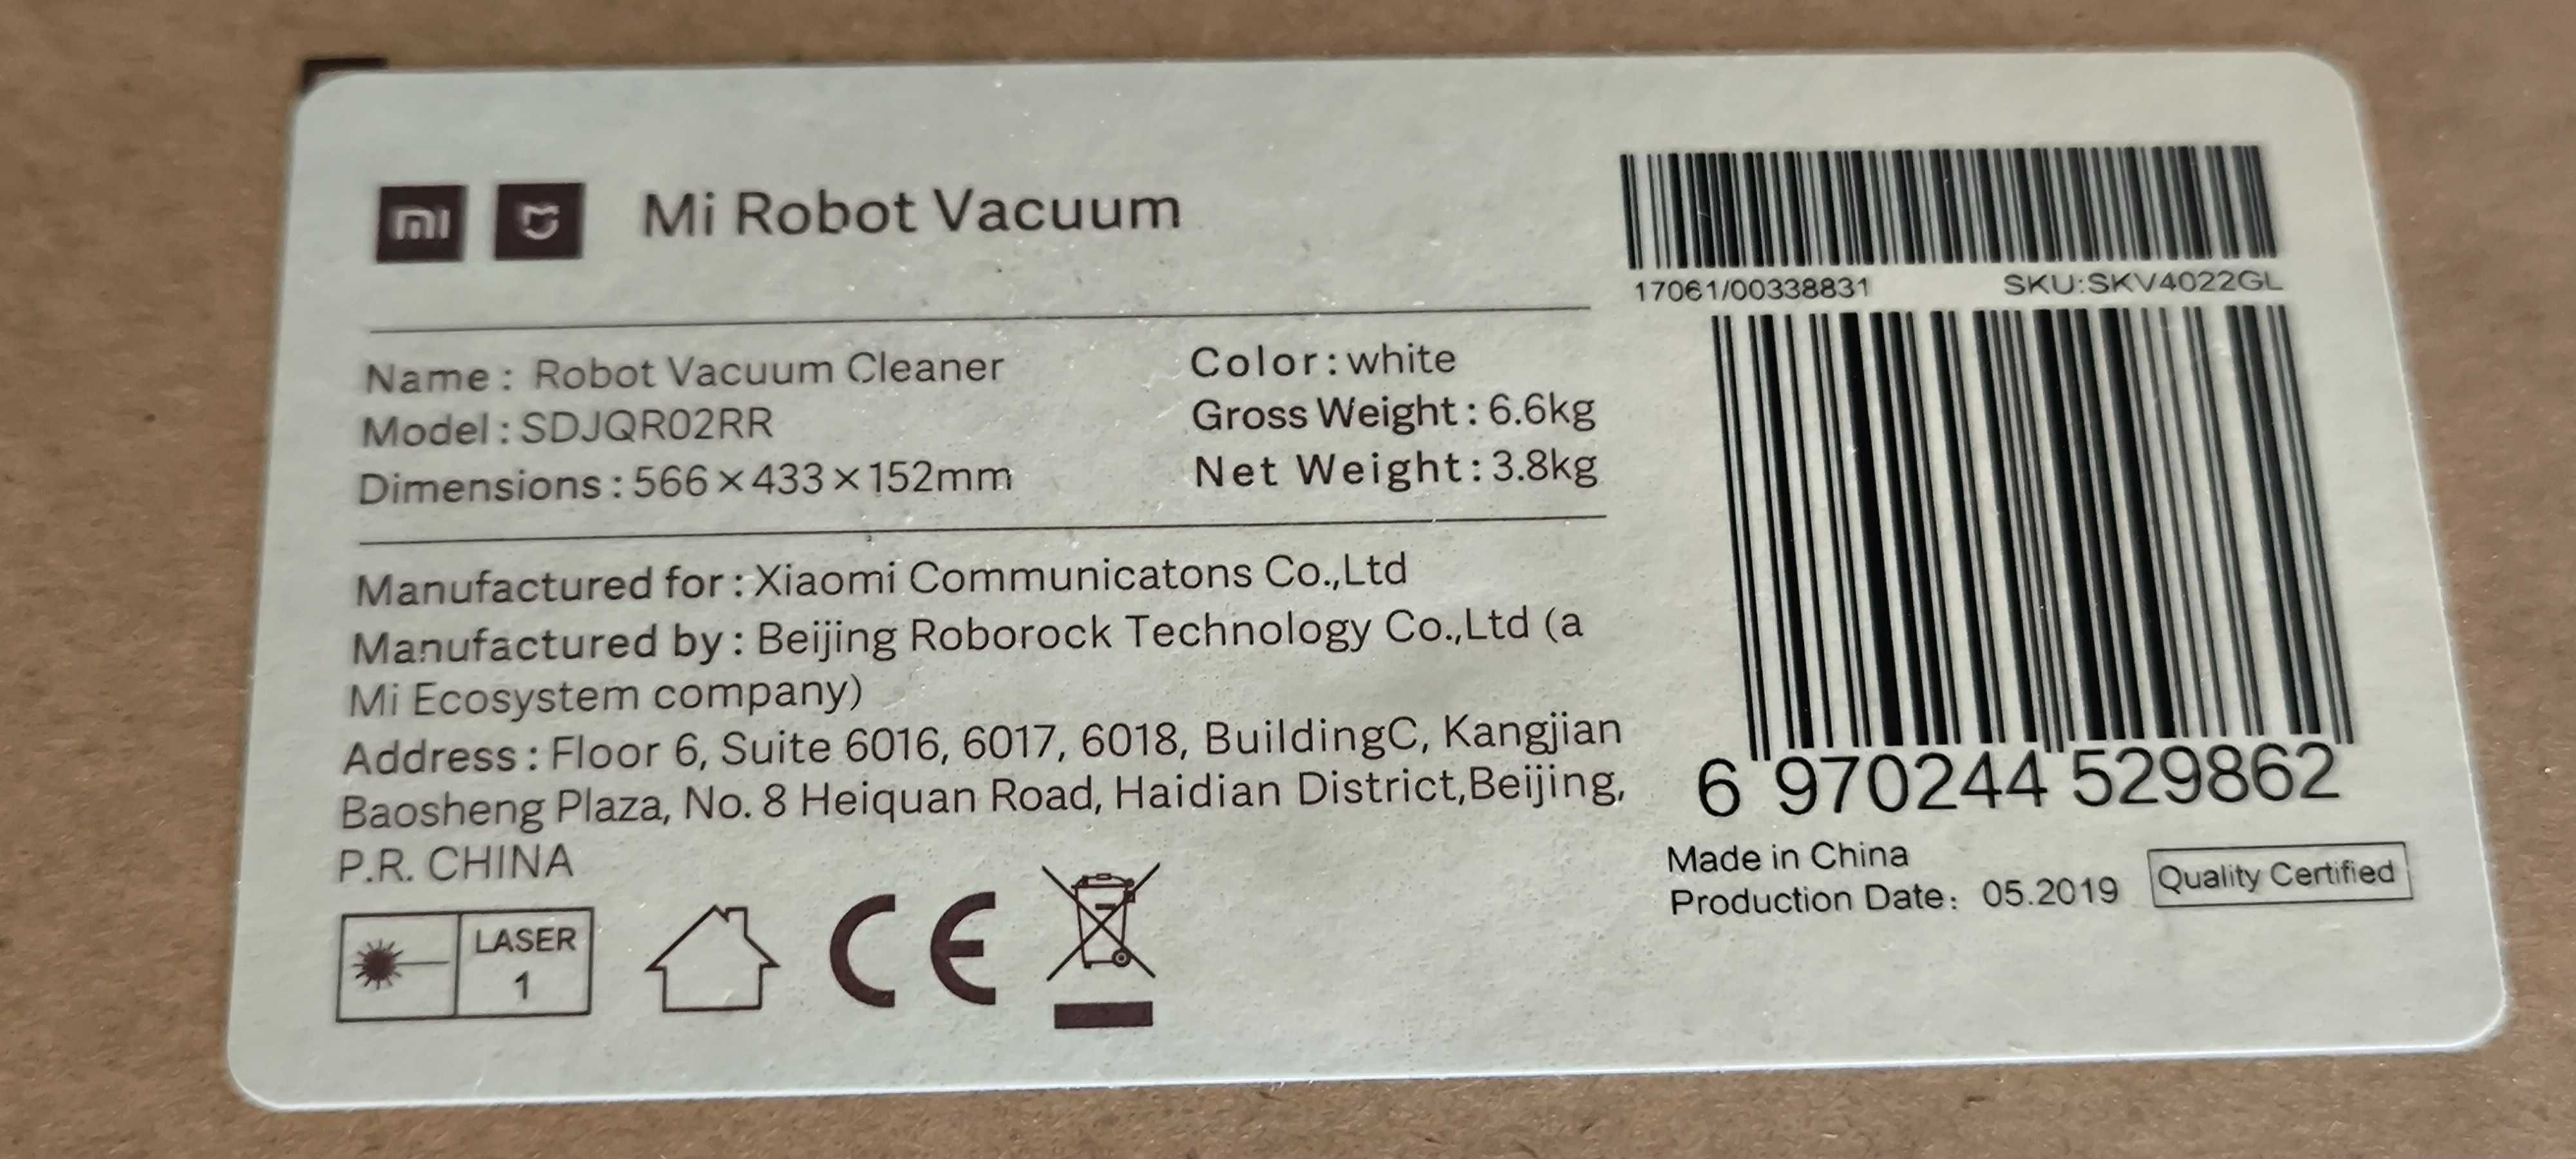 mi Mi Robot Vacuum
Name: Robot Vacuum Cleaner
Model: SDJQR02RR
Dimensions: 566×433×152mm
Color: white
Gross Weight: 6.6kg
Net Weight: 3.8kg
Manufactured for: Xiaomi Communicatons Co.,Ltd
Manufactured by: Beijing Roborock Technology Co.,Ltd (a
Mi Ecosystem company)
Address: Floor 6, Suite 6016, 6017, 6018, BuildingC, Kangjian
Baosheng Plaza, No. 8 Heiquan Road, Haidian District,Beijing,
P.R. CHINA
LASER
1
CE
17061/00338831 SKU:SKV4022GL
6 970244 529862
Made in China
Production Date: 05.2019
Quality Certified